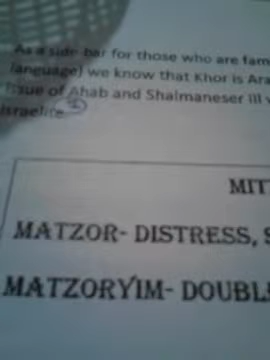 As a side-bar for those who are fam
language) we know that Khor is Ara
issue of Ahab and Shalmaneser III
Israelite
MIT
MATZOR- DISTRESS, S
MATZORYIM- DOUBL